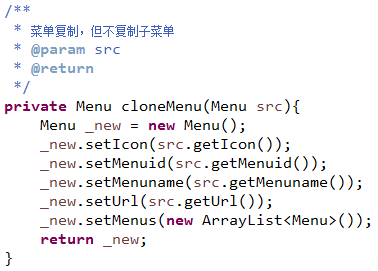 /**
 * 菜单复制，但不复制子菜单
 * @param src
 * @return
 */
private Menu cloneMenu(Menu src){
    Menu _new = new Menu();
    _new.setIcon(src.getIcon());
    _new.setMenuid(src.getMenuid());
    _new.setMenuname(src.getMenuname());
    _new.setUrl(src.getUrl());
    _new.setMenus(new ArrayList<Menu>());
    return _new;
}